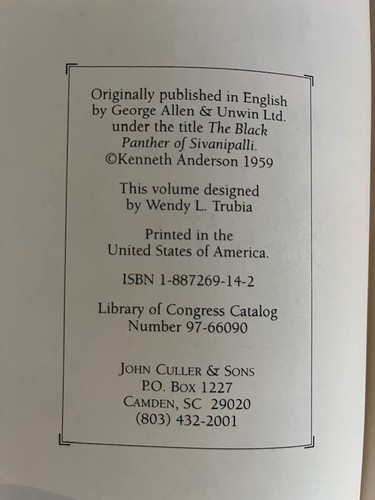 Originally published in English
by George Allen & Unwin Ltd.
under the title The Black
Panther of Sivanipalli.
©Kenneth Anderson 1959
This volume designed
by Wendy L. Trubia
Printed in the
United States of America.
ISBN 1-887269-14-2
Library of Congress Catalog
Number 97-66090
JOHN CULLER & SONS
P.O. BOX 1227
CAMDEN, SC 29020
(803) 432-2001